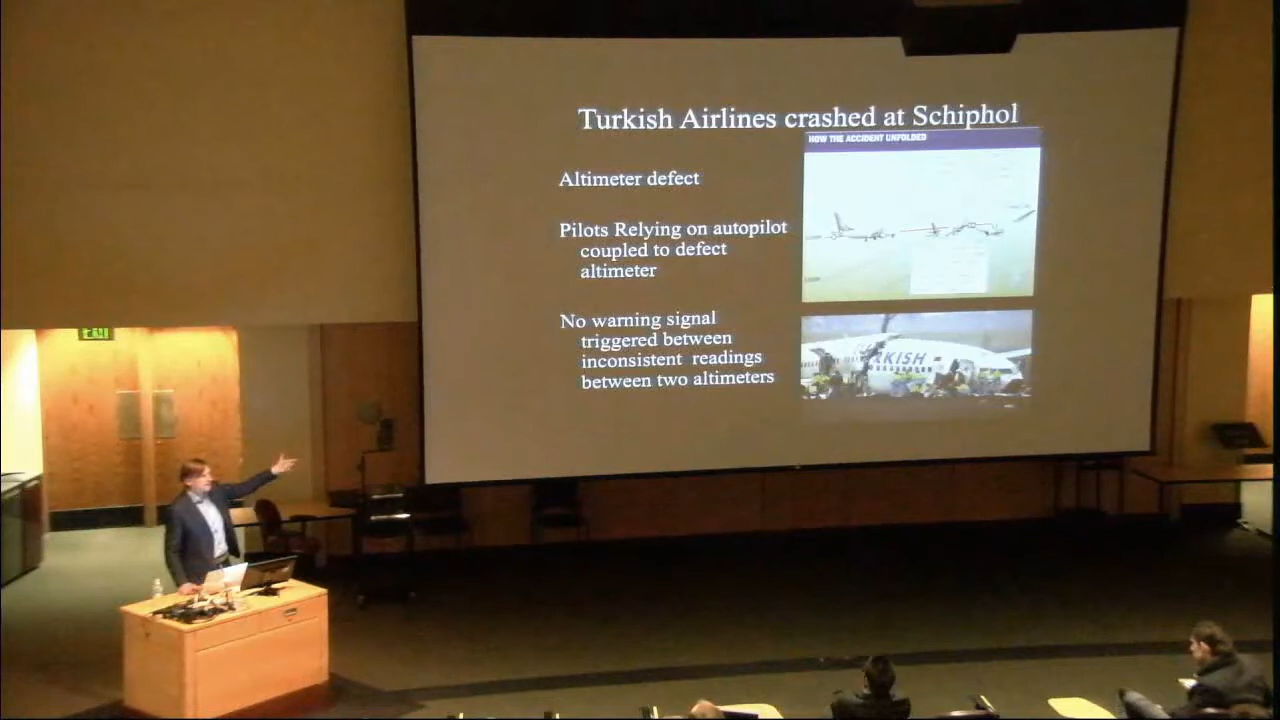 Turkish Airlines crashed at Schiphol
HOW THE ACCIDENT UNFOLDED
Altimeter defect
Pilots Relying on autopilot
coupled to defect
altimeter
No warning signal
triggered between
inconsistent readings
between two altimeters
EXIT